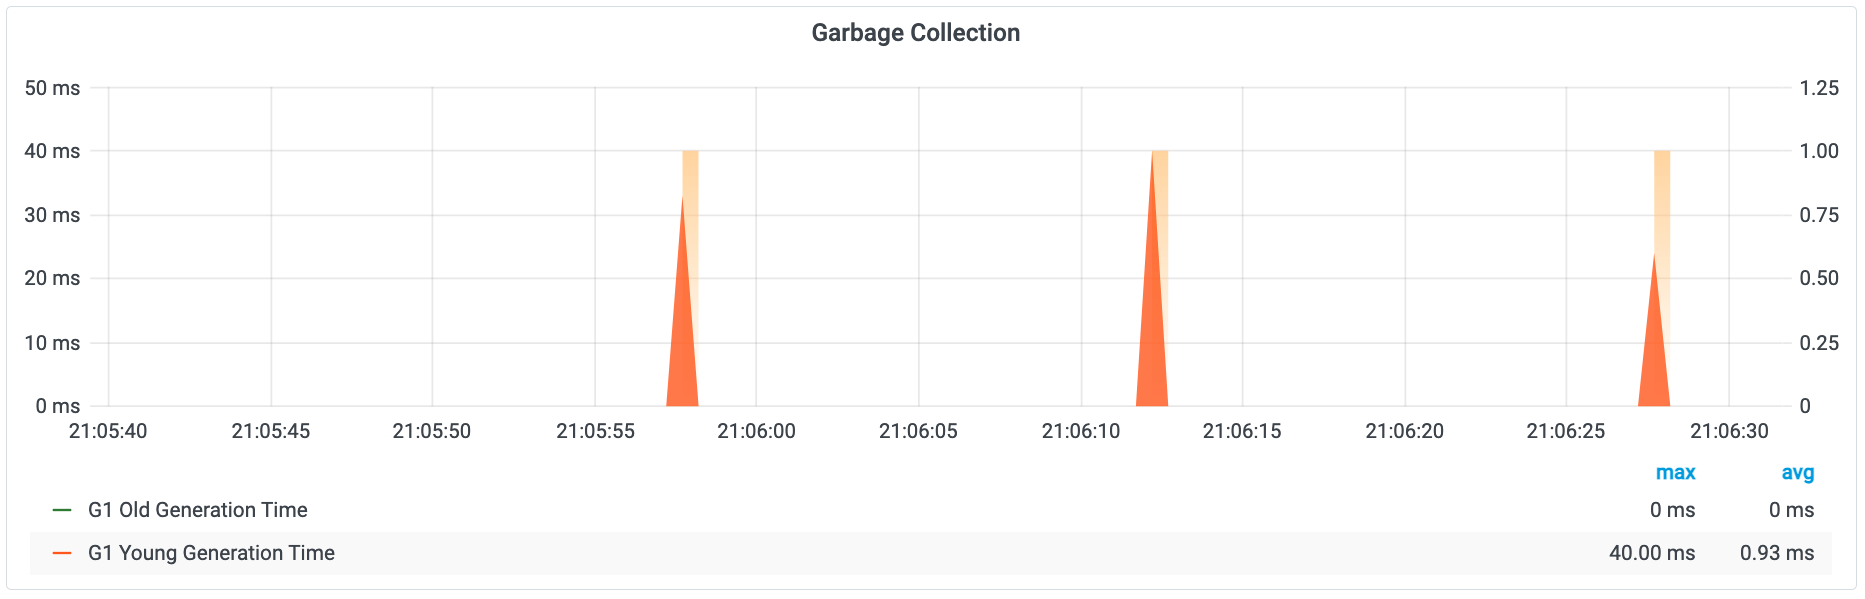 Garbage Collection
50 ms 1.25
40 ms 1.00
30 ms 0.75
20 ms 0.50
10 ms 0.25
0 ms 0
21:05:40 21:05:45 21:05:50 21:05:55 21:06:00 21:06:05 21:06:10 21:06:15 21:06:20 21:06:25 21:06:30
max avg
G1 Old Generation Time 0 ms 0 ms
G1 Young Generation Time 40.00 ms 0.93 ms